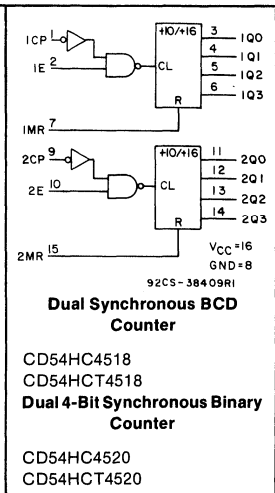 ÷10/÷16
1CP 1
1E 2
CL
3 1Q0
4 1Q1
5 1Q2
6 1Q3
R
1MR 7
÷10/÷16
2CP 9
2E 10
CL
11 2Q0
12 2Q1
13 2Q2
14 2Q3
R
2MR 15
VCC=16
GND=8
92CS-38409R1
Dual Synchronous BCD
Counter
CD54HC4518
CD54HCT4518
Dual 4-Bit Synchronous Binary
Counter
CD54HC4520
CD54HCT4520